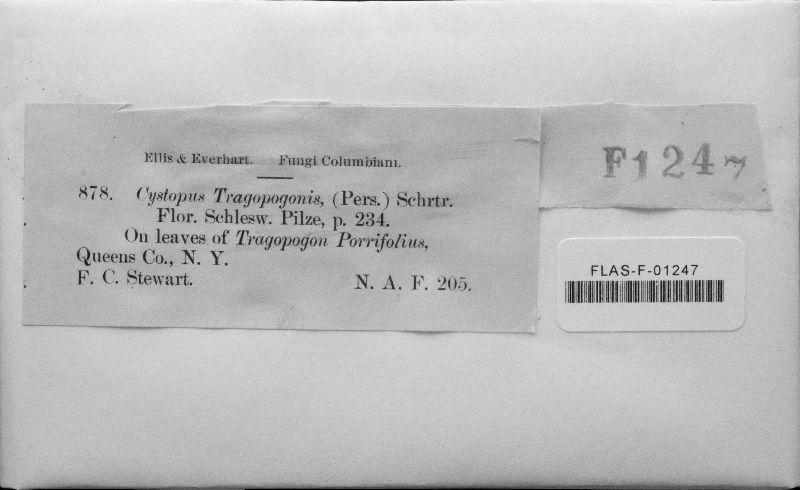 Ellis & Everhart. Fungi Columbiani.
878. Cystopus Tragopogonis, (Pers.) Schrtr.
Flor. Schlesw. Pilze, p. 234.
On leaves of Tragopogon Porrifolius,
Queens Co., N. Y.
F. C. Stewart. N. A. F. 205.
F1247
FLAS-F-01247